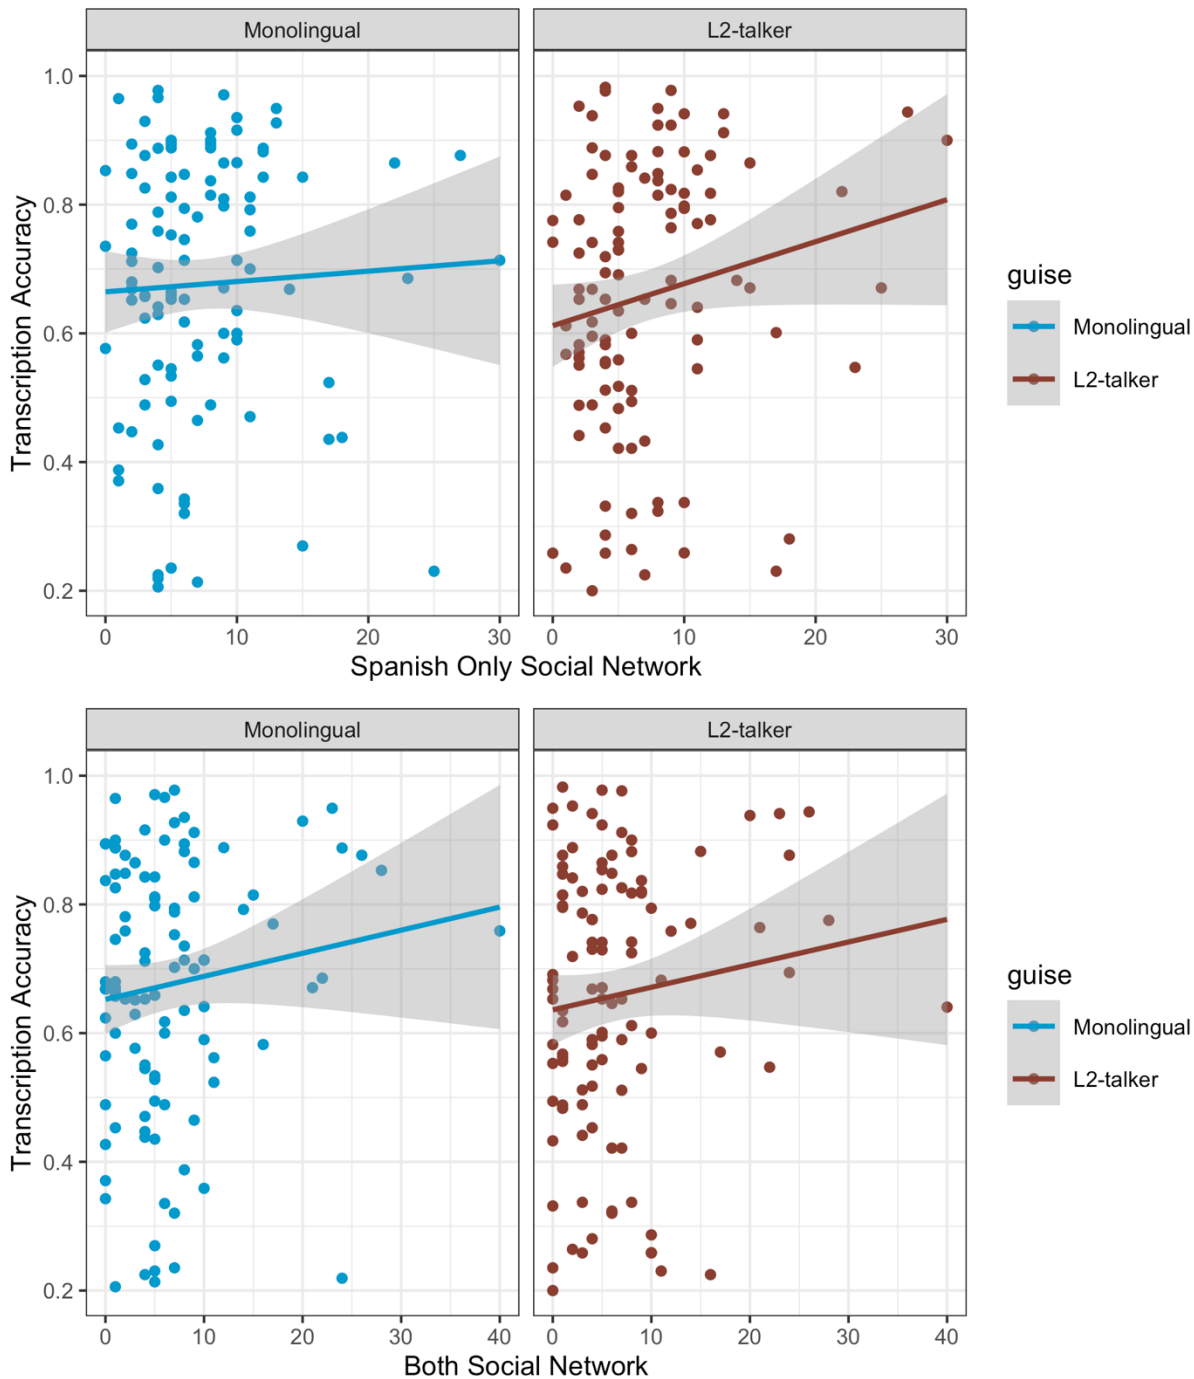 Monolingual L2-talker
1.0
0.8
0.6
0.4
0.2
Transcription Accuracy
0 10 20 30 0 10 20 30
Spanish Only Social Network
guise
Monolingual
L2-talker
Monolingual L2-talker
1.0
0.8
0.6
0.4
0.2
Transcription Accuracy
0 10 20 30 40 0 10 20 30 40
Both Social Network
guise
Monolingual
L2-talker